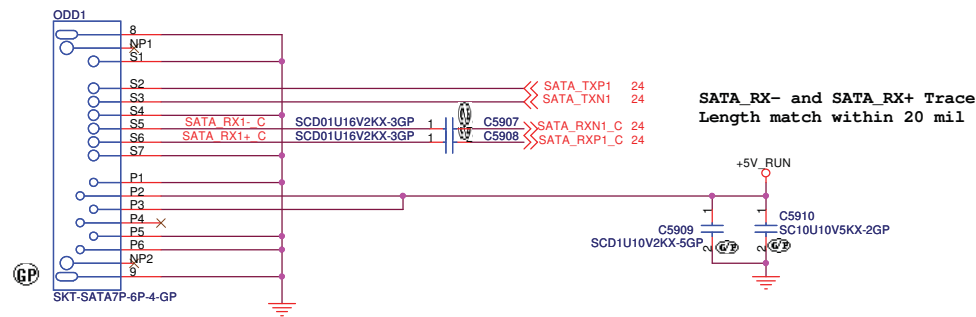 ODD1
8
NP1
S1
S2
SATA_TXP1 24
S3
SATA_TXN1 24
SATA_RX- and SATA_RX+ Trace
Length match within 20 mil
S4
S5 SATA_RX1-_C SCD01U16V2KX-3GP 1 C5907 SATA_RXN1_C 24
S6 SATA_RX1+_C SCD01U16V2KX-3GP 1 C5908 SATA_RXP1_C 24
S7
+5V_RUN
P1
P2
P3
P4
P5
P6
NP2
9
1
C5909
SCD1U10V2KX-5GP
2
1
C5910
SC10U10V5KX-2GP
2
GP
SKT-SATA7P-6P-4-GP